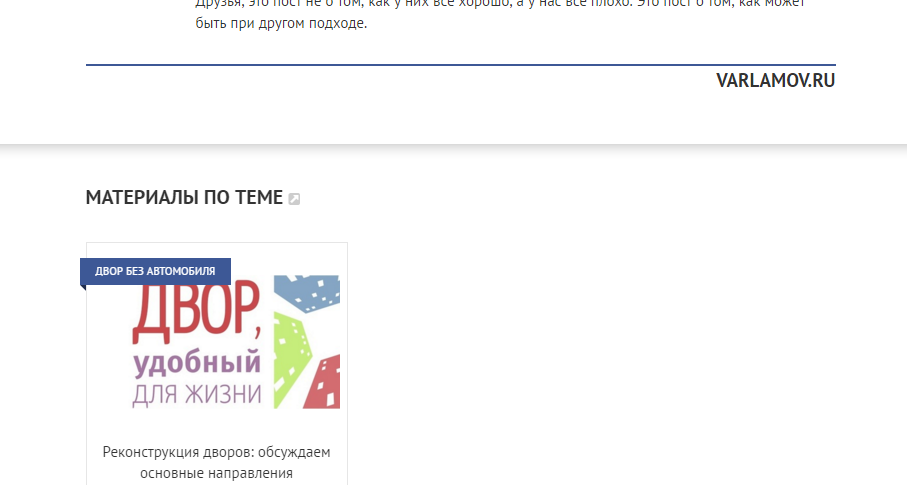 Друзья, это пост не о том, как у них все хорошо, а у нас все плохо. Это пост о том, как может
быть при другом подходе.
VARLAMOV.RU
МАТЕРИАЛЫ ПО ТЕМЕ
ДВОР БЕЗ АВТОМОБИЛЯ
ДВОР,
удобный
ДЛЯ ЖИЗНИ
Реконструкция дворов: обсуждаем
основные направления